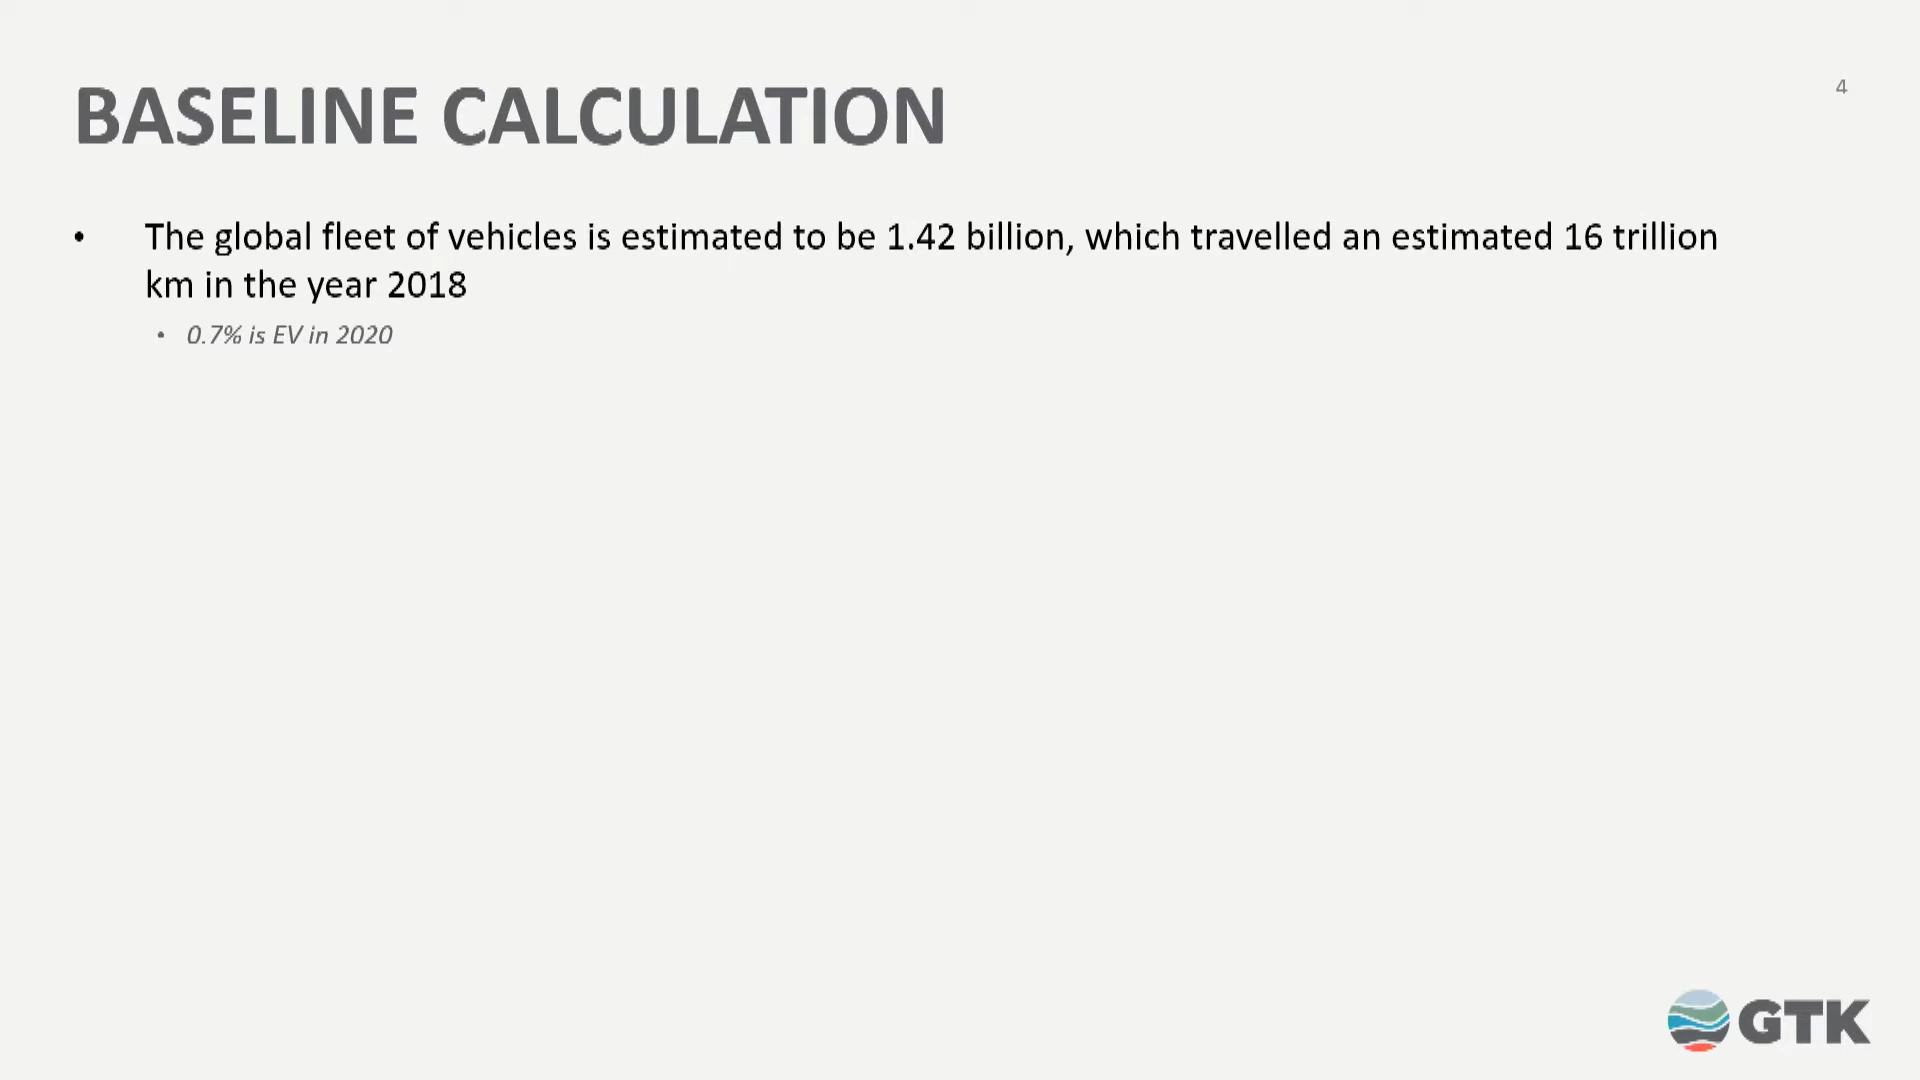 BASELINE CALCULATION
4
• The global fleet of vehicles is estimated to be 1.42 billion, which travelled an estimated 16 trillion
km in the year 2018
• 0.7% is EV in 2020
GTK